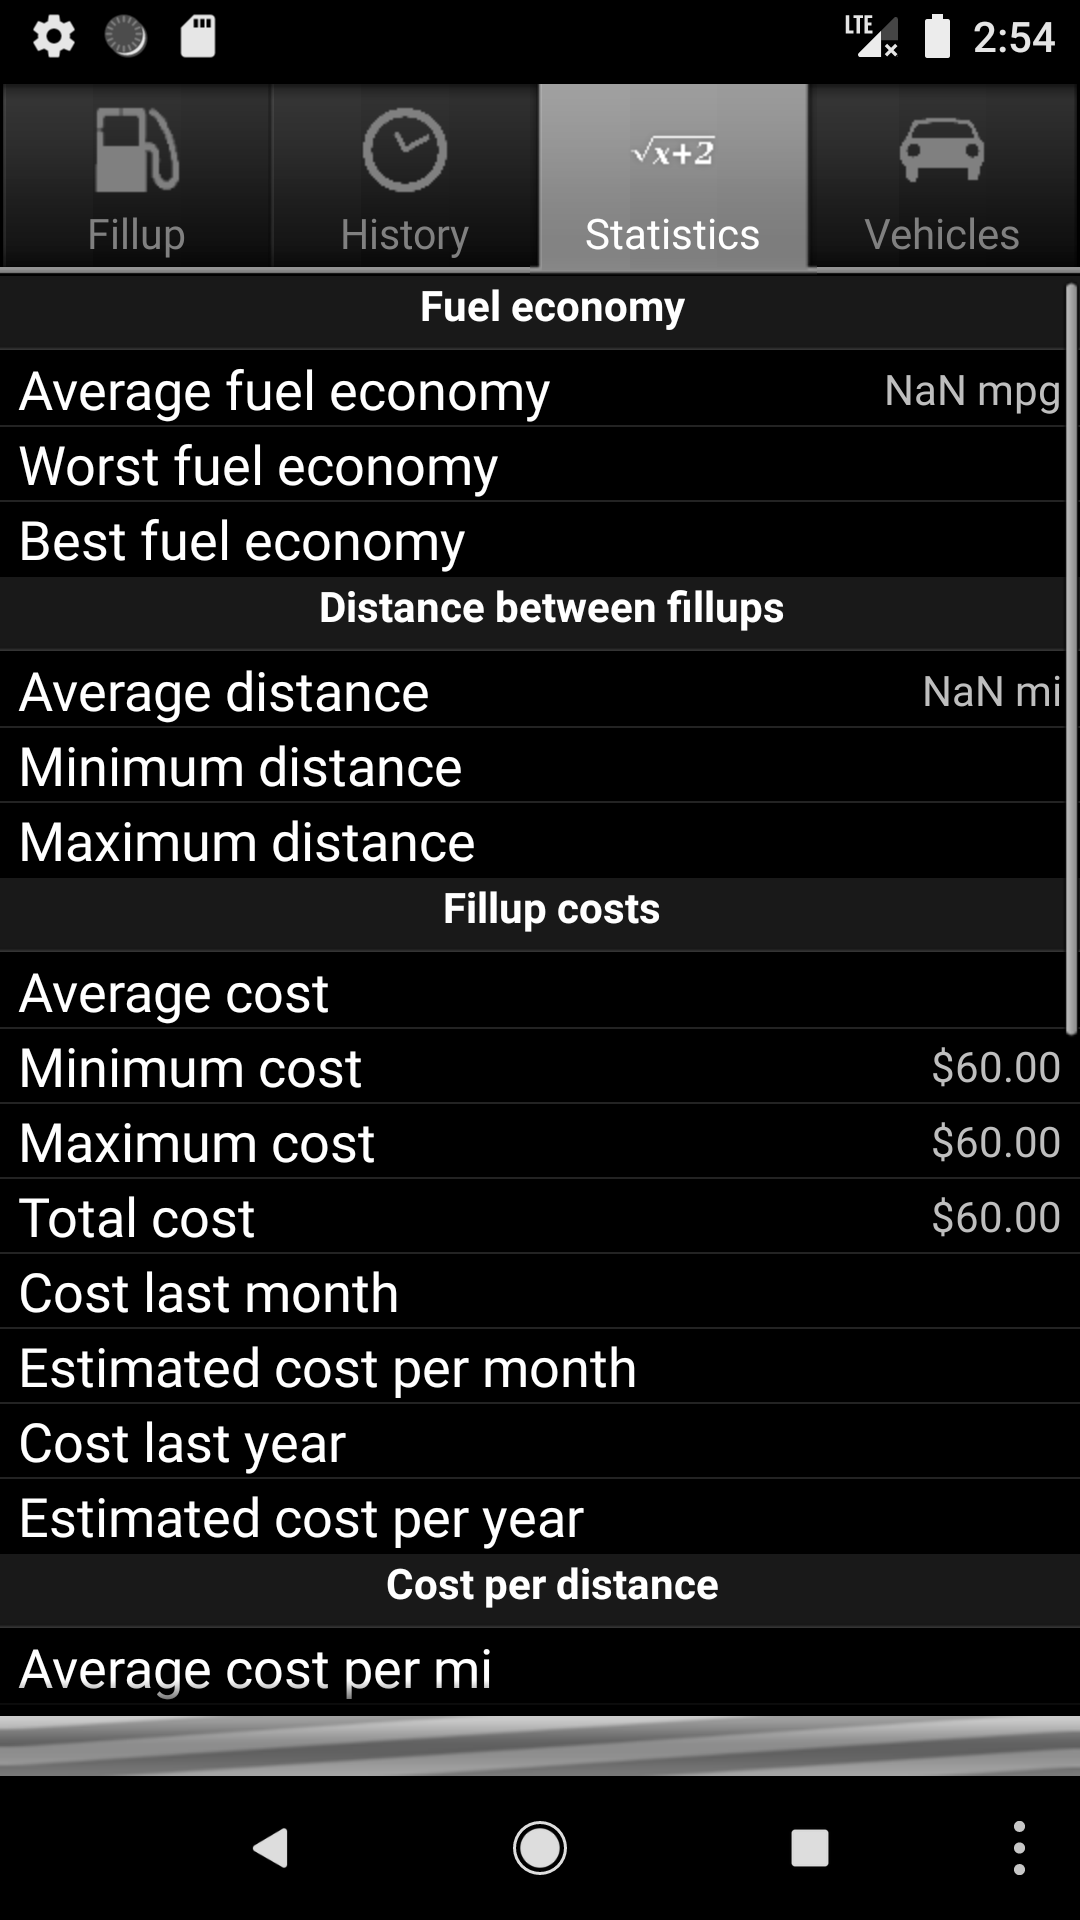 LTE 2:54
√x+2
Fillup History Statistics Vehicles
Fuel economy
Average fuel economy NaN mpg
Worst fuel economy
Best fuel economy
Distance between fillups
Average distance NaN mi
Minimum distance
Maximum distance
Fillup costs
Average cost
Minimum cost $60.00
Maximum cost $60.00
Total cost $60.00
Cost last month
Estimated cost per month
Cost last year
Estimated cost per year
Cost per distance
Average cost per mi